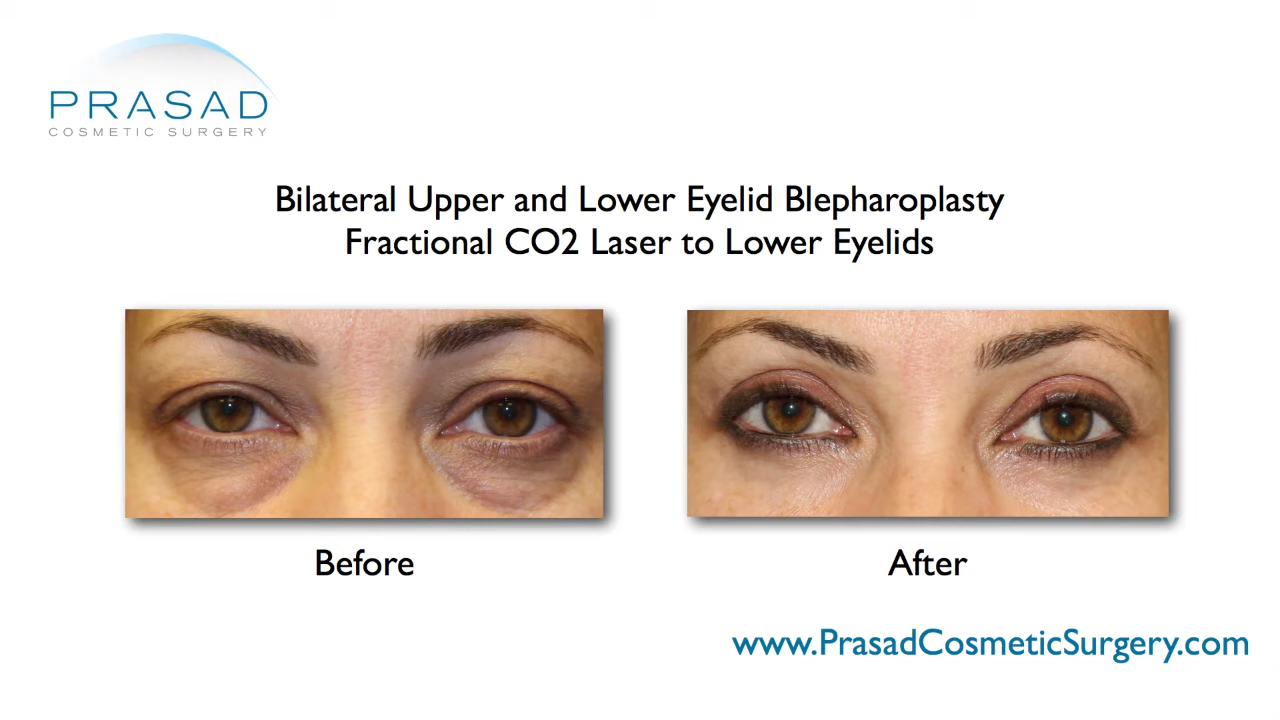 PRASAD
COSMETIC SURGERY
Bilateral Upper and Lower Eyelid Blepharoplasty
Fractional CO2 Laser to Lower Eyelids
Before
After
www.PrasadCosmeticSurgery.com